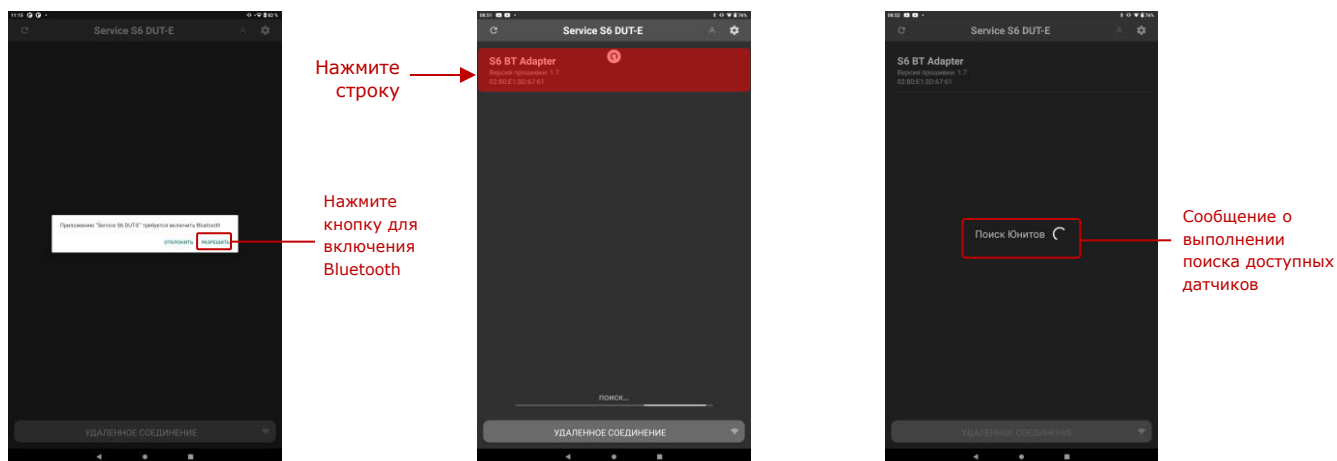 11:15
82%
Service S6 DUT-E
Приложению "Service S6 DUT-E" требуется включить Bluetooth
ОТКЛОНИТЬ РАЗРЕШИТЬ
УДАЛЕННОЕ СОЕДИНЕНИЕ
Нажмите
строку
Нажмите
кнопку для
включения
Bluetooth
Service S6 DUT-E
S6 BT Adapter
Версия прошивки: 1.7
02:80:E1:3D:67:61
поиск...
УДАЛЕННОЕ СОЕДИНЕНИЕ
Service S6 DUT-E
S6 BT Adapter
Версия прошивки: 1.7
02:80:E1:3D:67:61
Поиск Юнитов
УДАЛЕННОЕ СОЕДИНЕНИЕ
Сообщение о
выполнении
поиска доступных
датчиков